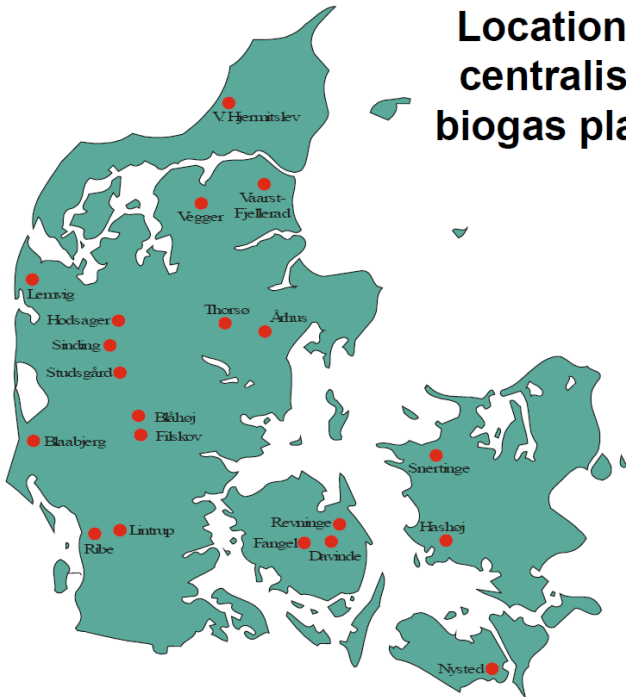 Location
centralis
biogas pla
V. Hjermitslev
Vaarst-
Fjellerad
Vegger
Lemvig
Hodsager
Thorsø
Århus
Sinding
Studsgård
Blåhøj
Filskov
Blaabjerg
Snertinge
Revninge
Hashøj
Lintrup
Ribe
Fangel
Davinde
Nysted